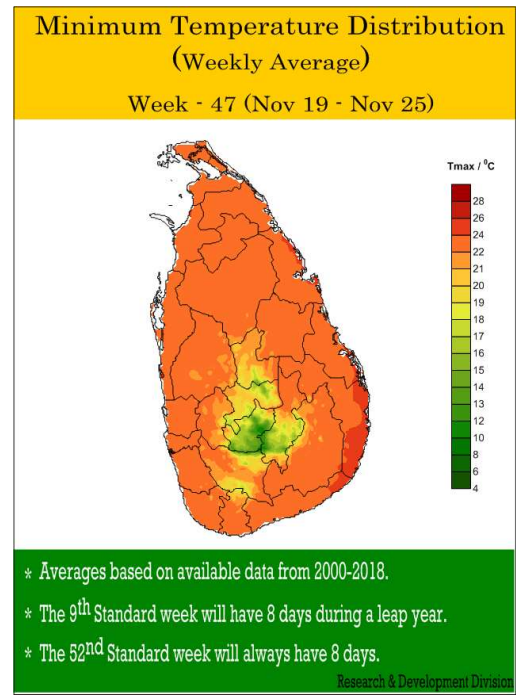 Minimum Temperature Distribution
(Weekly Average)
Week - 47 (Nov 19 - Nov 25)
Tmax / ⁰C
28
26
24
22
21
20
19
18
17
16
15
14
13
12
10
8
6
4
* Averages based on available data from 2000-2018.
* The 9th Standard week will have 8 days during a leap year.
* The 52nd Standard week will always have 8 days.
Research & Development Division